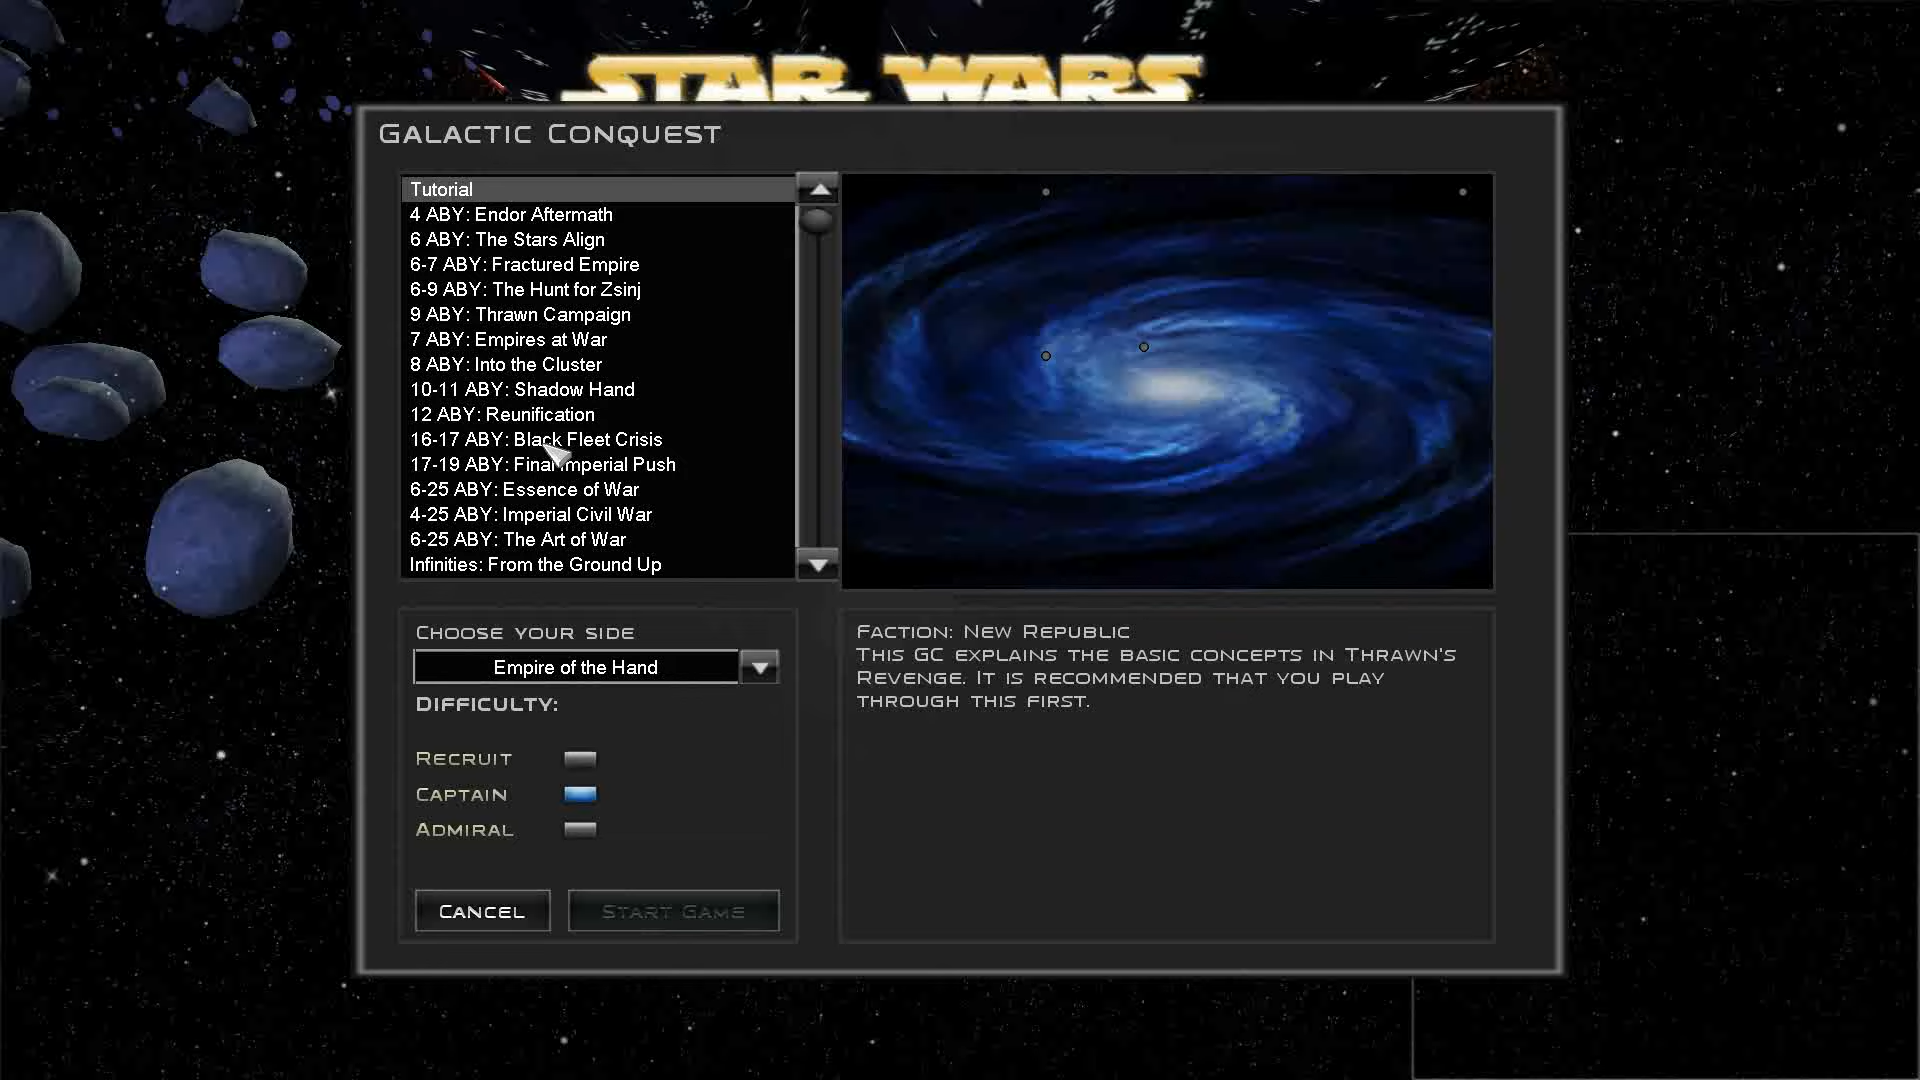 STAR WARS
Galactic Conquest
Tutorial
4 ABY: Endor Aftermath
6 ABY: The Stars Align
6-7 ABY: Fractured Empire
6-9 ABY: The Hunt for Zsinj
9 ABY: Thrawn Campaign
7 ABY: Empires at War
8 ABY: Into the Cluster
10-11 ABY: Shadow Hand
12 ABY: Reunification
16-17 ABY: Black Fleet Crisis
17-19 ABY: Final Imperial Push
6-25 ABY: Essence of War
4-25 ABY: Imperial Civil War
6-25 ABY: The Art of War
Infinities: From the Ground Up
Choose your side
Empire of the Hand
Difficulty:
Recruit
Captain
Admiral
Cancel
Start Game
Faction: New Republic
This GC explains the basic concepts in Thrawn's
Revenge. It is recommended that you play
through this first.